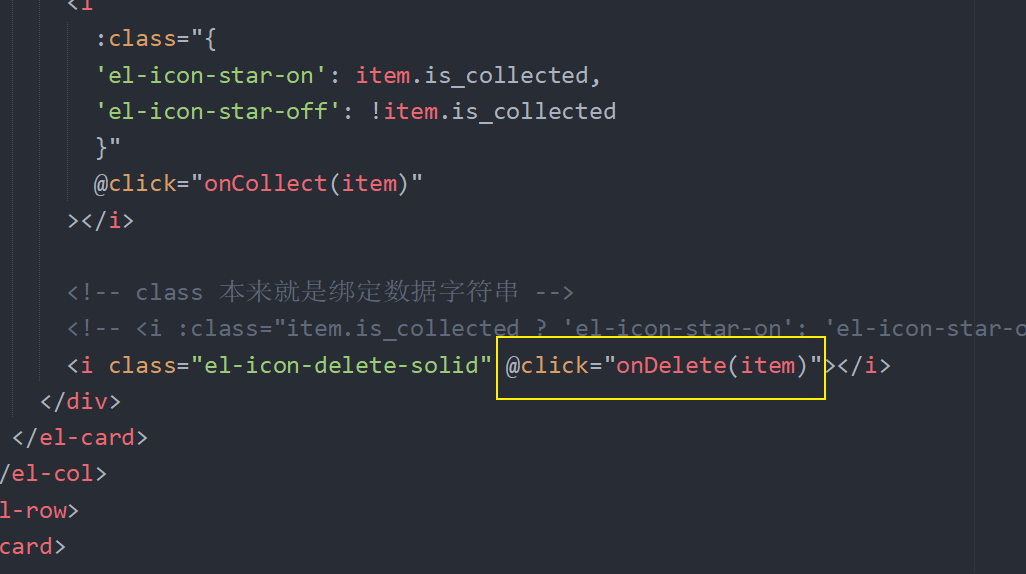 <i
:class="{
'el-icon-star-on': item.is_collected,
'el-icon-star-off': !item.is_collected
}"
@click="onCollect(item)"
></i>
<!-- class 本来就是绑定数据字符串 -->
<!-- <i :class="item.is_collected ? 'el-icon-star-on': 'el-icon-star-o
<i class="el-icon-delete-solid" @click="onDelete(item)"></i>
</div>
</el-card>
/el-col>
l-row>
card>